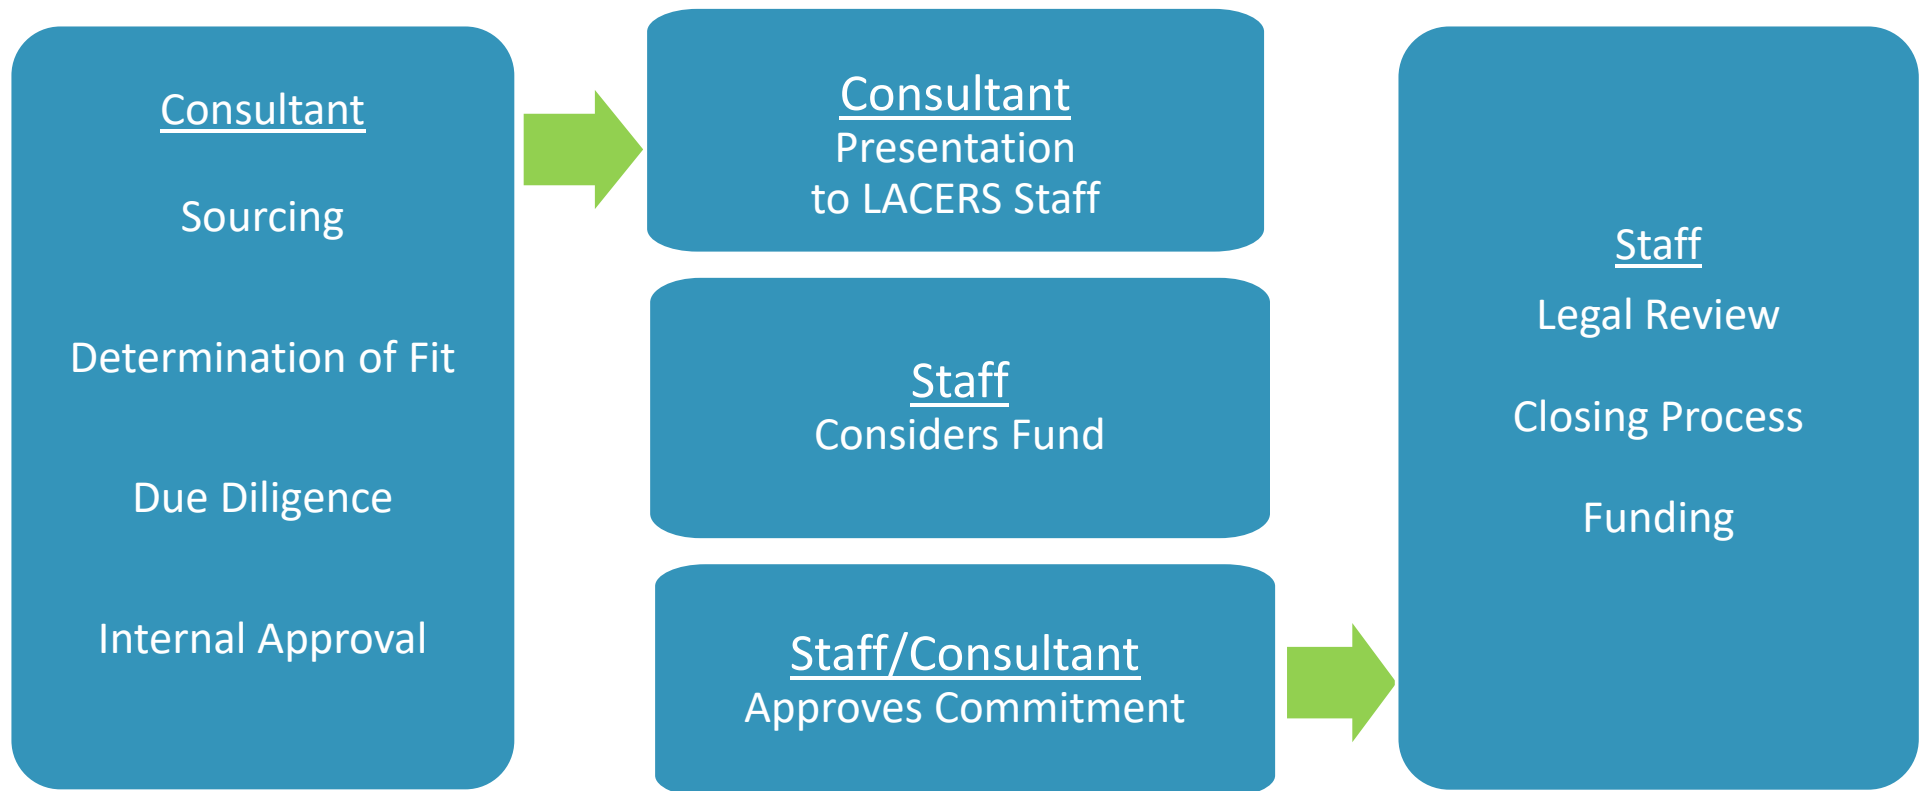 Consultant
Sourcing
Determination of Fit
Due Diligence
Internal Approval
Consultant
Presentation
to LACERS Staff
Staff
Considers Fund
Staff/Consultant
Approves Commitment
Staff
Legal Review
Closing Process
Funding